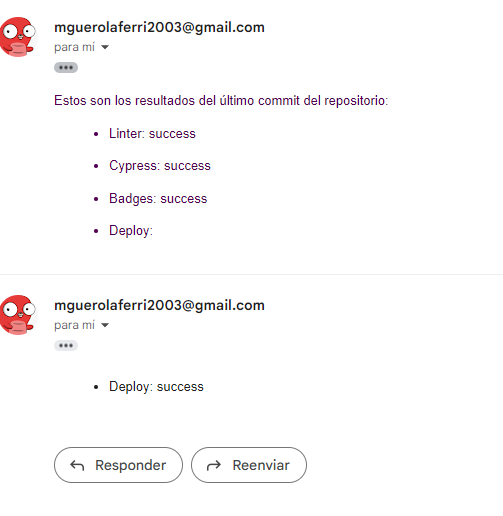 mguerolaferri2003@gmail.com
para mí
Estos son los resultados del último commit del repositorio:
• Linter: success
• Cypress: success
• Badges: success
• Deploy:
mguerolaferri2003@gmail.com
para mí
• Deploy: success
Responder
Reenviar